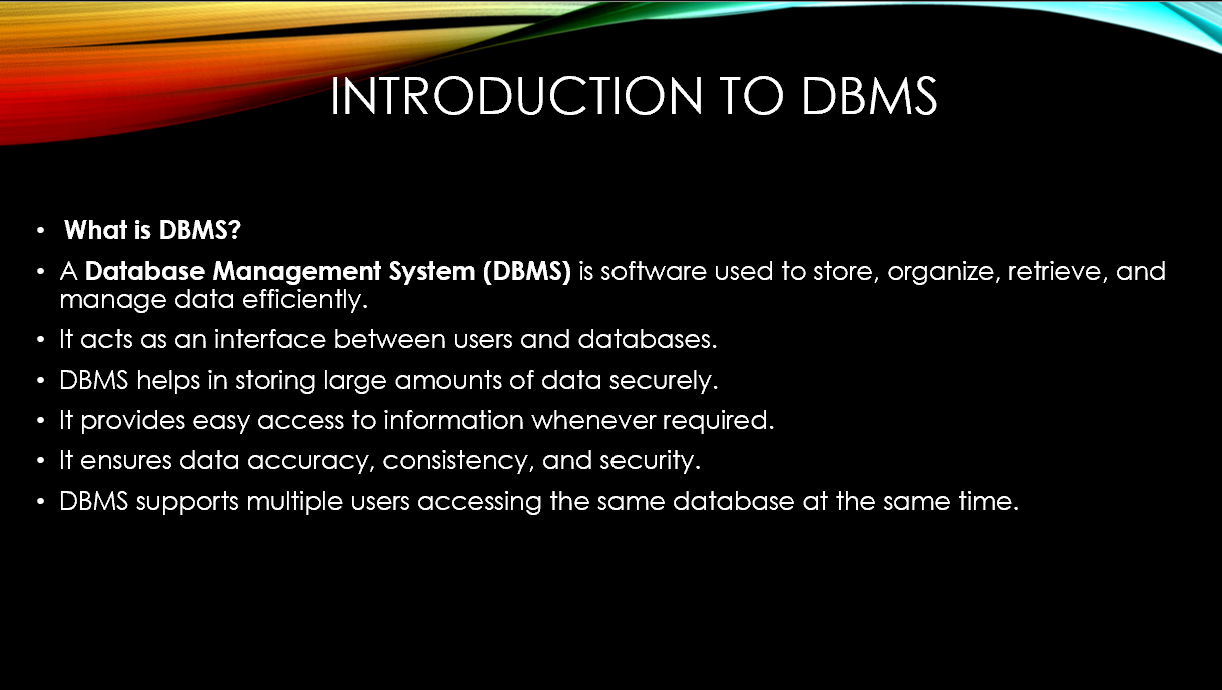 INTRODUCTION TO DBMS
• What is DBMS?
• A Database Management System (DBMS) is software used to store, organize, retrieve, and
manage data efficiently.
• It acts as an interface between users and databases.
• DBMS helps in storing large amounts of data securely.
• It provides easy access to information whenever required.
• It ensures data accuracy, consistency, and security.
• DBMS supports multiple users accessing the same database at the same time.